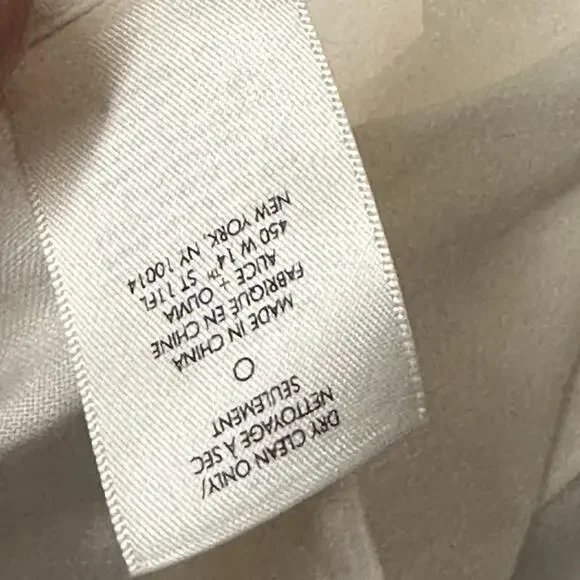 DRY CLEAN ONLY/
NETTOYAGE À SEC
SEULEMENT
MADE IN CHINA
FABRIQUÉ EN CHINE
ALICE + OLIVIA
450 W 14TH ST 11FL
NEW YORK, NY 10014